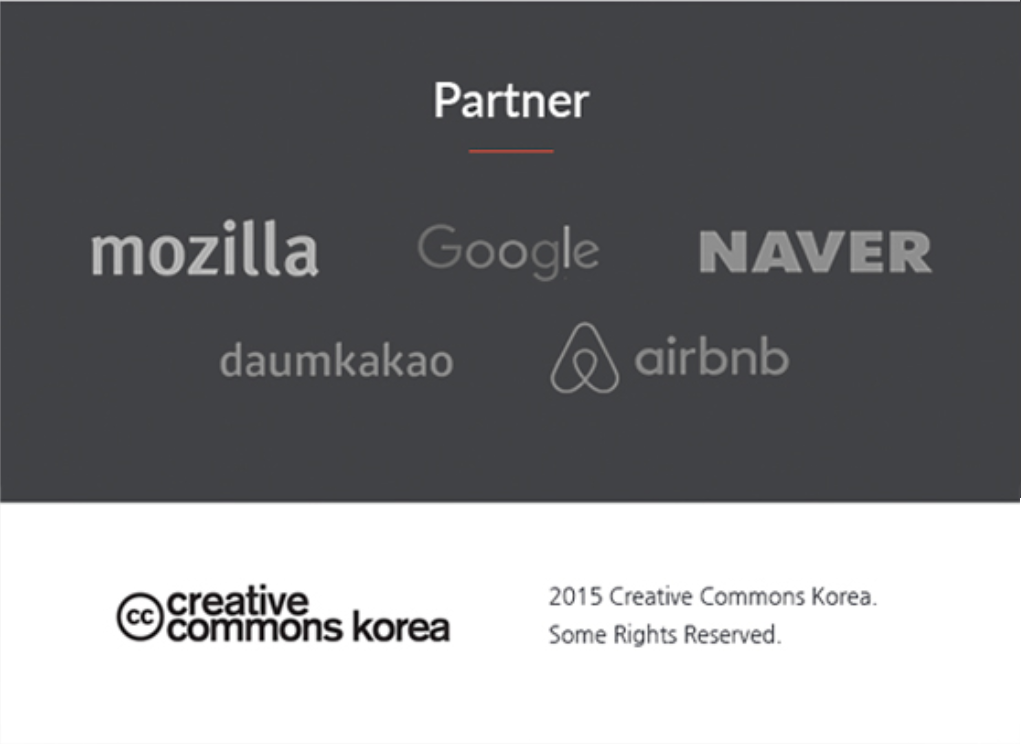 Partner
mozilla Google NAVER
daumkakao airbnb
cc creative
commons korea
2015 Creative Commons Korea.
Some Rights Reserved.